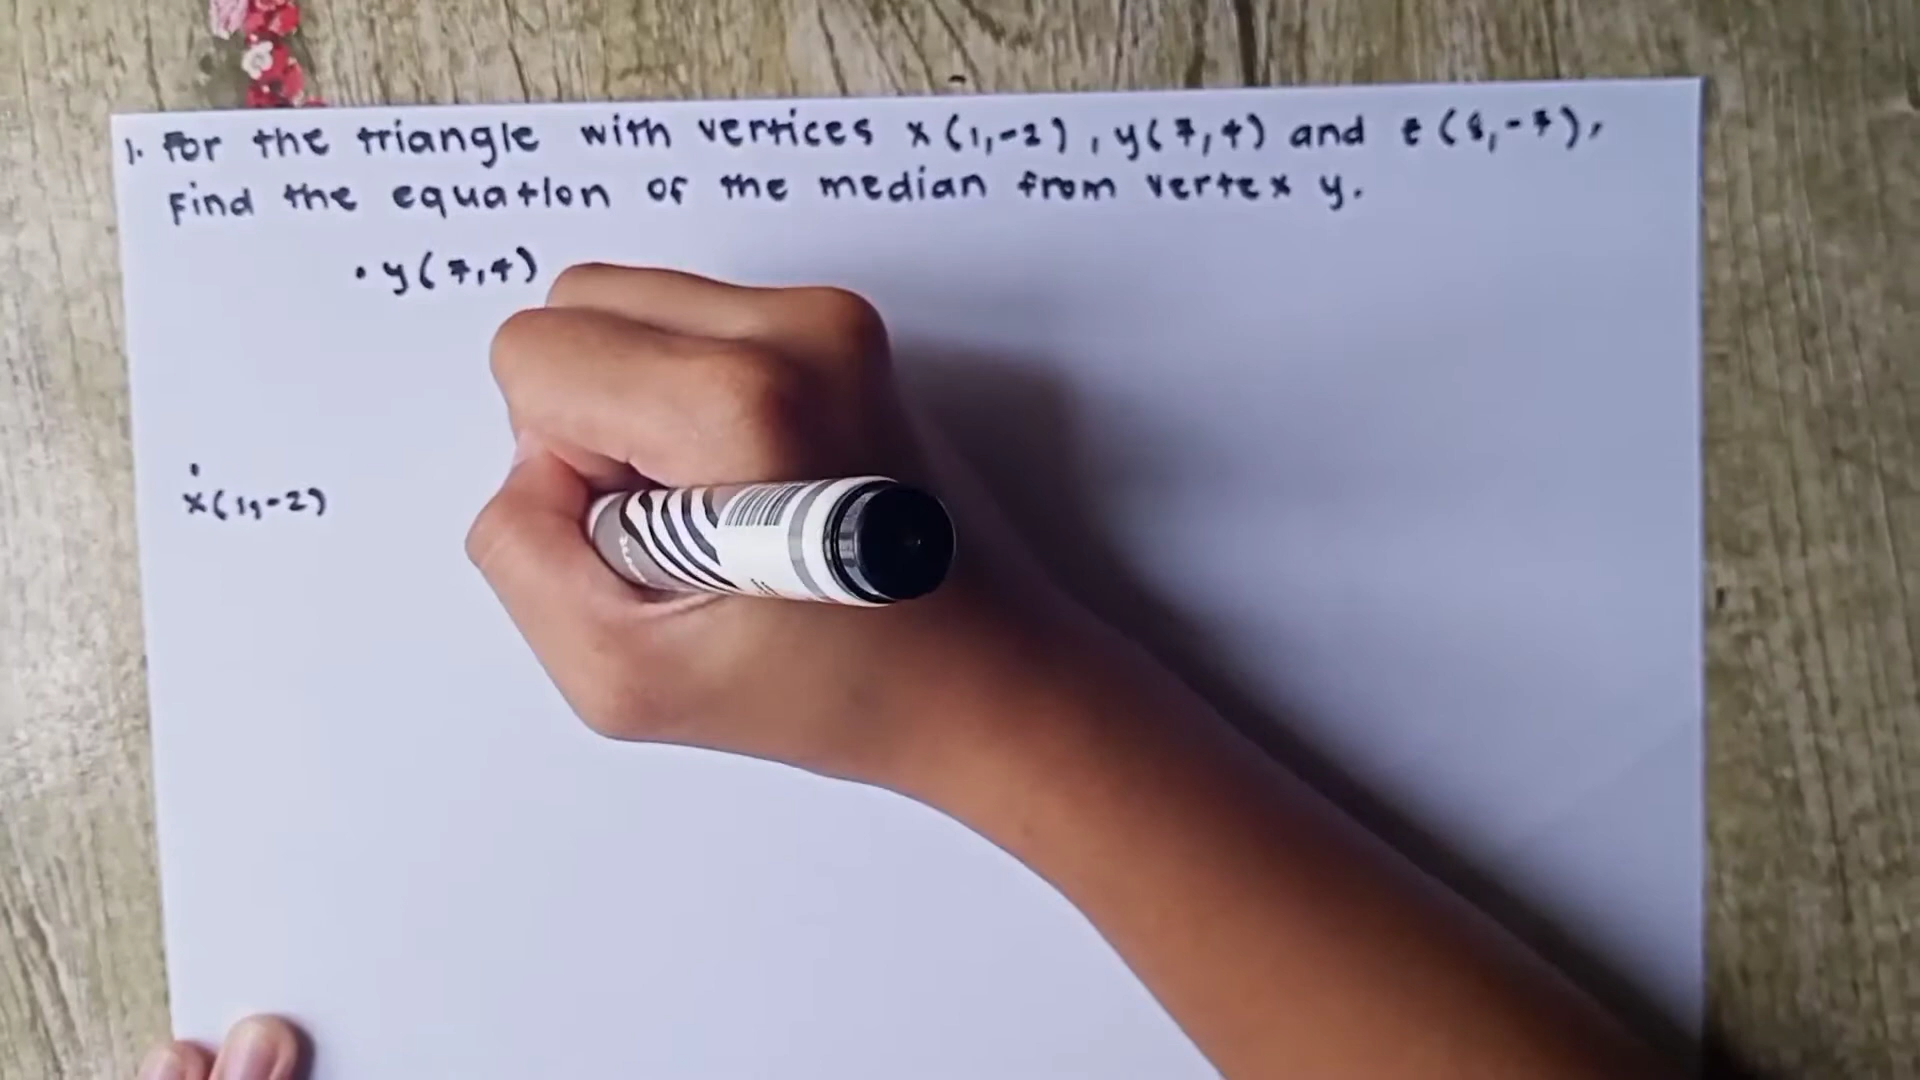 1. For the triangle with vertices x(1,-2), y(7,4) and z(8,-7),
Find the equation of the median from vertex y.
y(7,4)
x(1,-2)